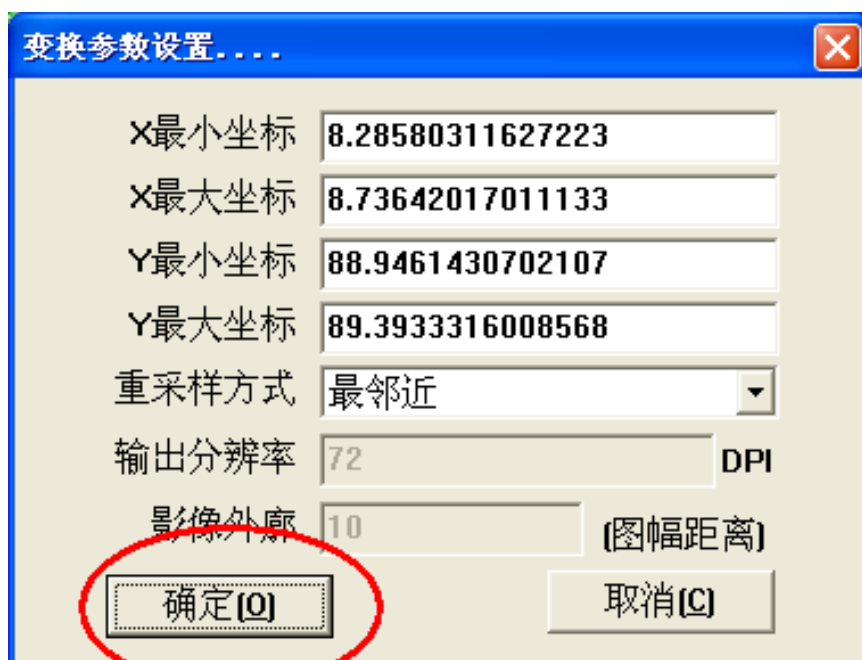 变换参数设置....
X最小坐标 8.28580311627223
X最大坐标 8.73642017011133
Y最小坐标 88.9461430702107
Y最大坐标 89.3933316008568
重采样方式 最邻近
输出分辨率 72 DPI
影像外廓 10 (图幅距离)
确定(O) 取消(C)